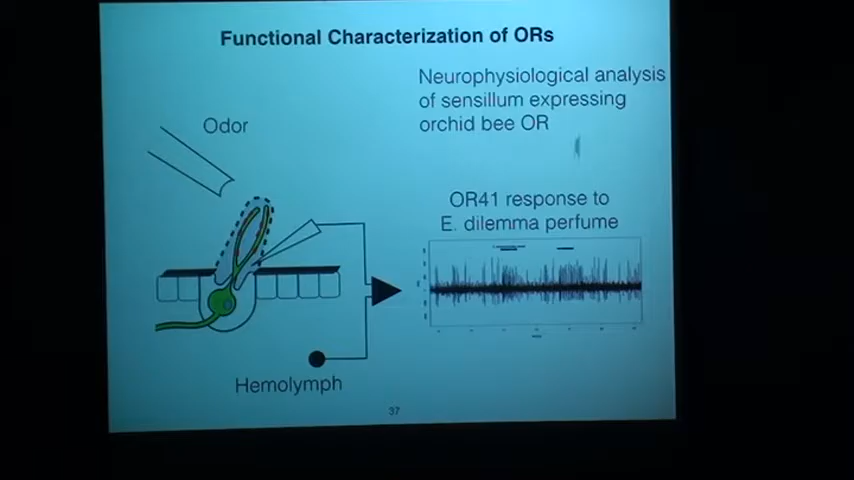 Functional Characterization of ORs
Neurophysiological analysis
of sensillum expressing
orchid bee OR
Odor
OR41 response to
E. dilemma perfume
Hemolymph
37